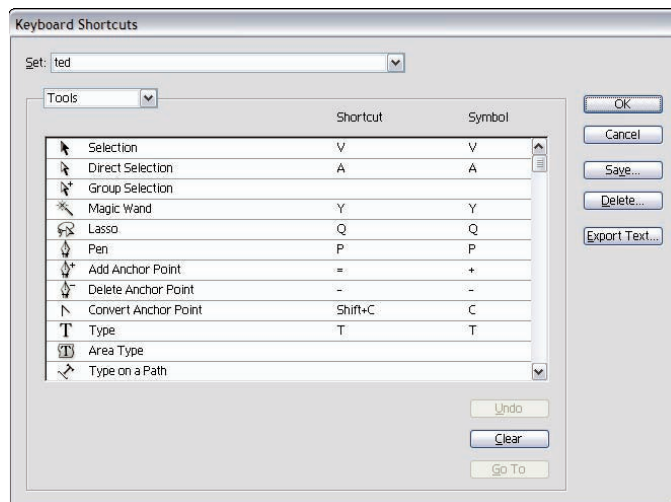 Keyboard Shortcuts
Set: ted
Tools
Shortcut Symbol
OK
Cancel
Save...
Delete...
Export Text...
Selection V V
Direct Selection A A
Group Selection
Magic Wand Y Y
Lasso Q Q
Pen P P
Add Anchor Point = +
Delete Anchor Point - -
Convert Anchor Point Shift+C C
T Type T T
T Area Type
Type on a Path
Undo
Clear
Go To